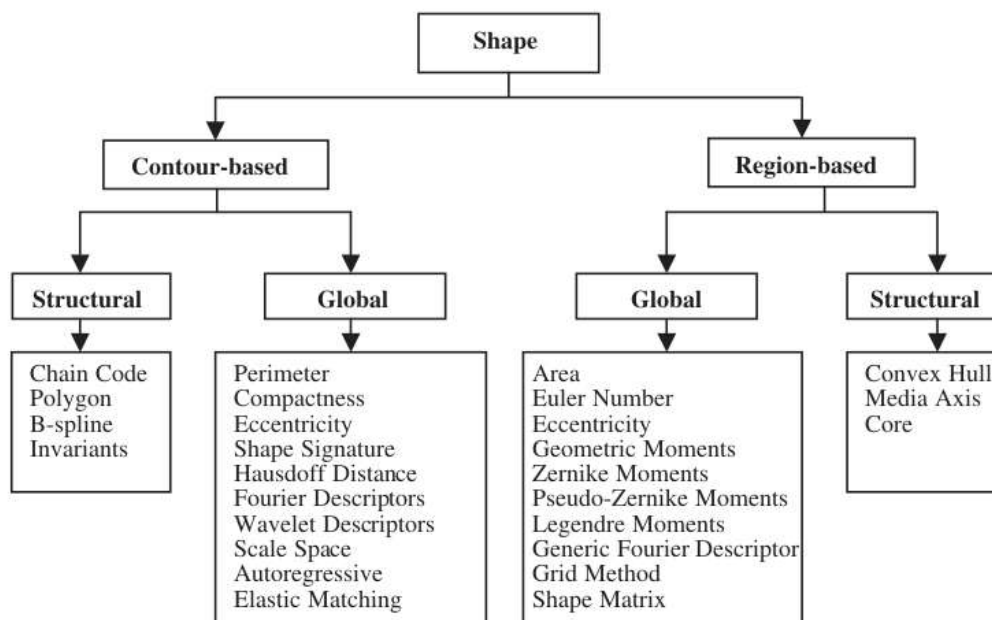 Shape
Contour-based
Region-based
Structural
Global
Global
Structural
Chain Code
Polygon
B-spline
Invariants
Perimeter
Compactness
Eccentricity
Shape Signature
Hausdoff Distance
Fourier Descriptors
Wavelet Descriptors
Scale Space
Autoregressive
Elastic Matching
Area
Euler Number
Eccentricity
Geometric Moments
Zernike Moments
Pseudo-Zernike Moments
Legendre Moments
Generic Fourier Descriptor
Grid Method
Shape Matrix
Convex Hull
Media Axis
Core